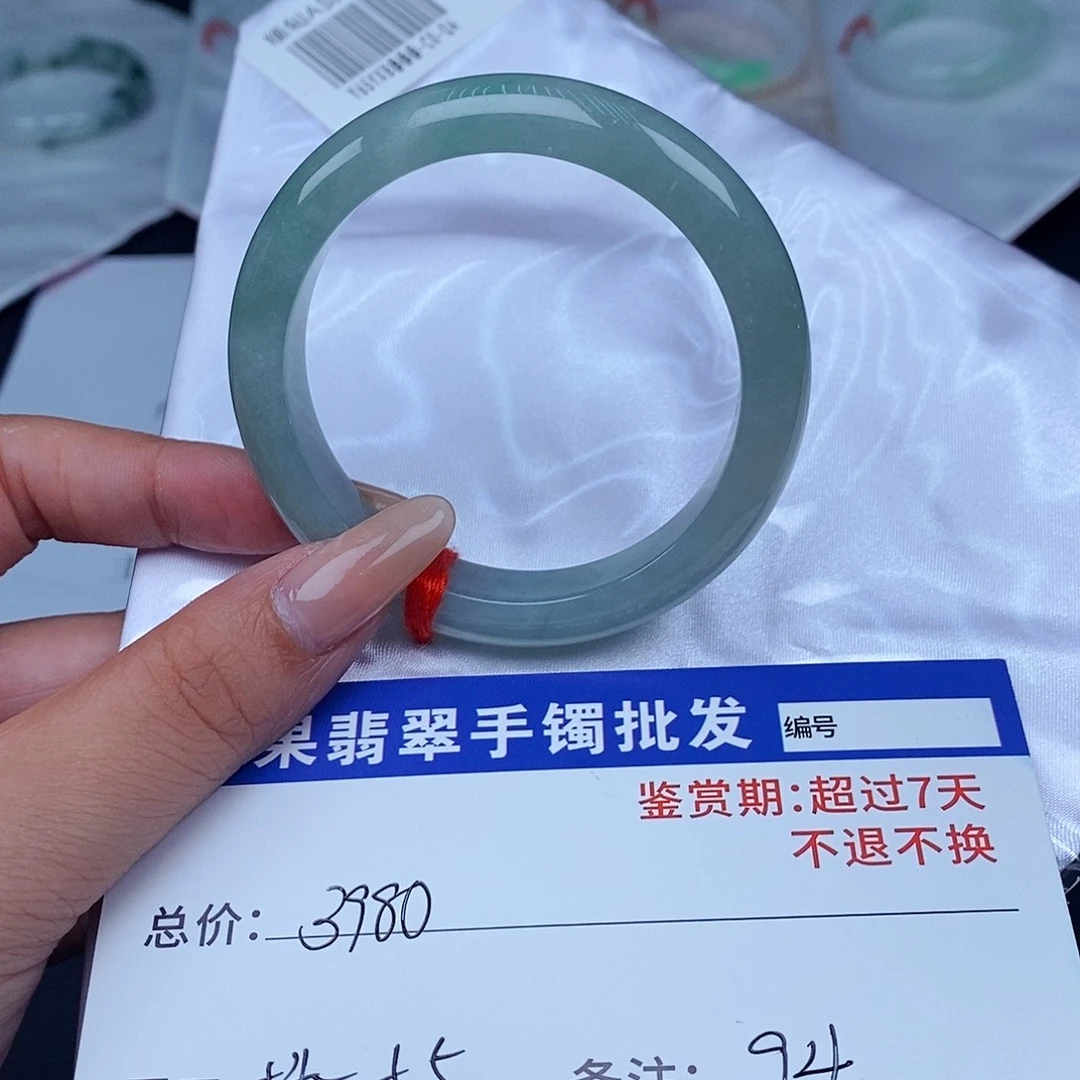 果翡翠手镯批发
编号
鉴赏期:超过7天
不退不换
总价: 3980
备注: 94